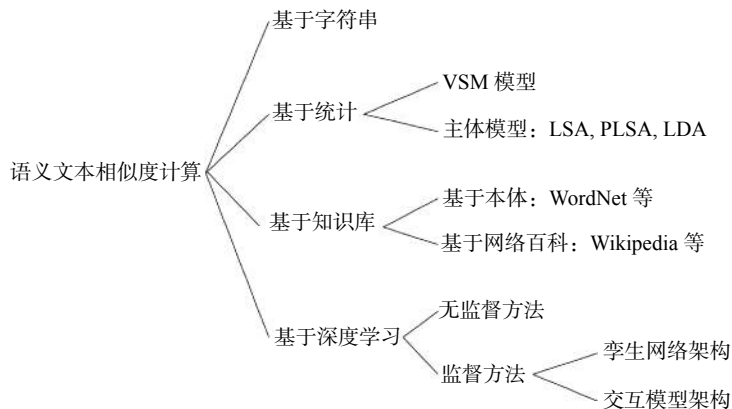 基于字符串
VSM 模型
基于统计
主体模型：LSA, PLSA, LDA
语义文本相似度计算
基于本体：WordNet 等
基于知识库
基于网络百科：Wikipedia 等
无监督方法
基于深度学习
孪生网络架构
监督方法
交互模型架构